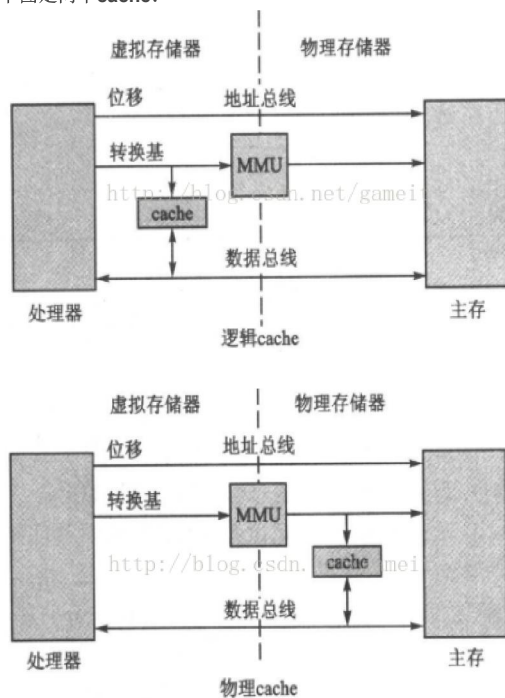 cache:
虚拟存储器 物理存储器
位移 地址总线
转换基 MMU
http://blog.csdn.net/gameit
cache
数据总线
处理器 主存
逻辑cache
虚拟存储器 物理存储器
位移 地址总线
转换基 MMU
cache
http://blog.csdn.
数据总线
处理器 主存
物理cache